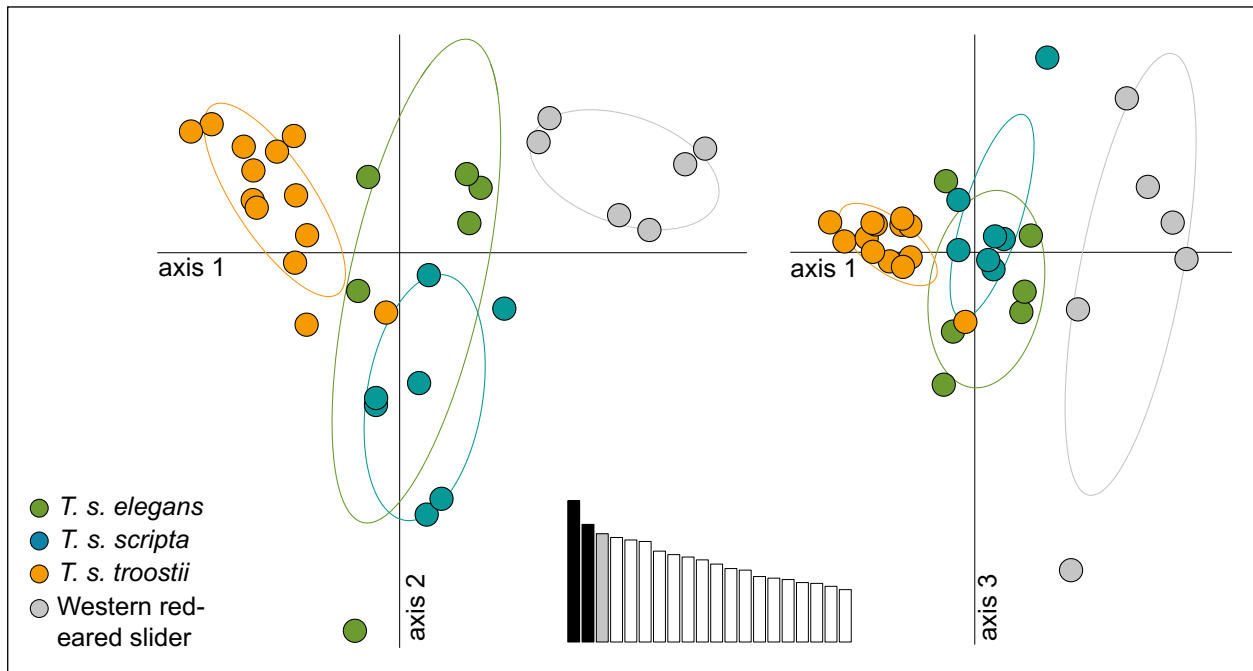 axis 1
axis 2
axis 1
axis 3
T. s. elegans
T. s. scripta
T. s. troostii
Western red-
eared slider